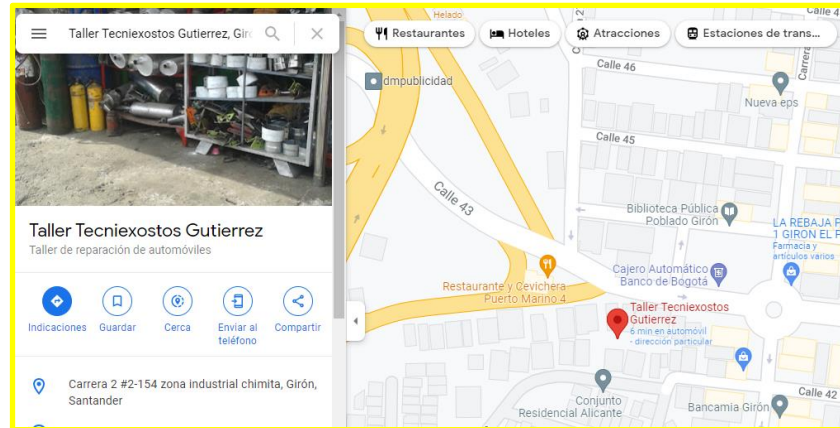 Taller Tecniexostos Gutierrez, Giró
Taller Tecniexostos Gutierrez
Taller de reparación de automóviles
Indicaciones
Guardar
Cerca
Enviar al
teléfono
Compartir
Carrera 2 #2-154 zona industrial chimita, Girón,
Santander
Restaurantes
Hoteles
Atracciones
Estaciones de trans...
Helado
Calle 4
dmpublicidad
Calle 46
Carrera
Nueva eps
Calle 45
Calle 43
Biblioteca Pública
Poblado Girón
LA REBAJA P
1 GIRON EL P
Farmacia y
artículos varios
Cajero Automático
Banco de Bogotá
Restaurante y Cevichera
Puerto Marino 4
Taller Tecniexostos
Gutierrez
6 min en automóvil
- dirección particular
Conjunto
Residencial Alicante
Bancamia Girón
Calle 42